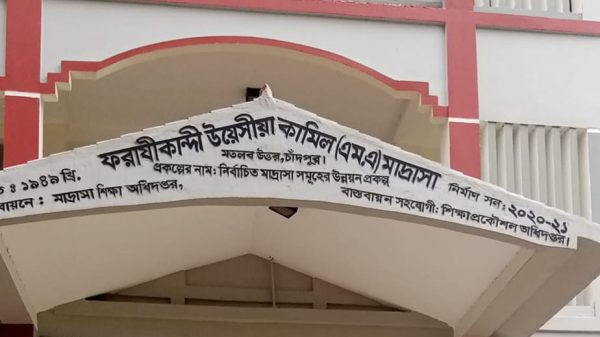 ফরাযীকান্দী উয়েসীয়া কামিল (এম,এ) মাদ্রাসা
মতলব উত্তর, চাঁদপুর।
প্রকল্পের নাম: নির্বাচিত মাদ্রাসা সমূহের উন্নয়ন প্রকল্প
ঃ ১৯৪৯ খ্রি.
নির্মাণ সন: ২০২০-২১
বায়নে : মাদ্রাসা শিক্ষা অধিদপ্তর,
বাস্তবায়ন সহযোগী: শিক্ষাপ্রকৌশল অধিদপ্তর।